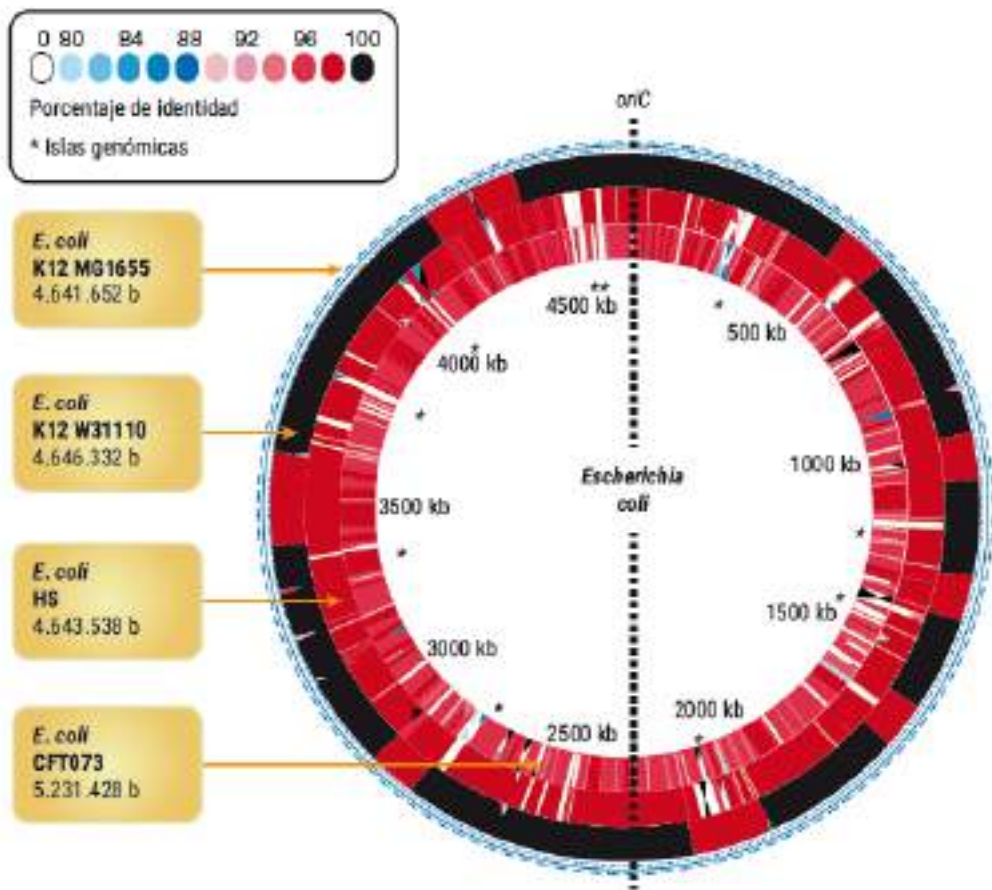 0 80 84 88 92 96 100
Porcentaje de identidad
* Islas genómicas
oriC
E. coli
K12 MG1655
4.641.652 b
E. coli
K12 W31110
4.646.332 b
E. coli
HS
4.643.538 b
E. coli
CFT073
5.231.428 b
**
4500 kb
*
500 kb
*
4000 kb
*
1000 kb
Escherichia
coli
3500 kb
*
*
1500 kb*
3000 kb
*
2000 kb
*
2500 kb